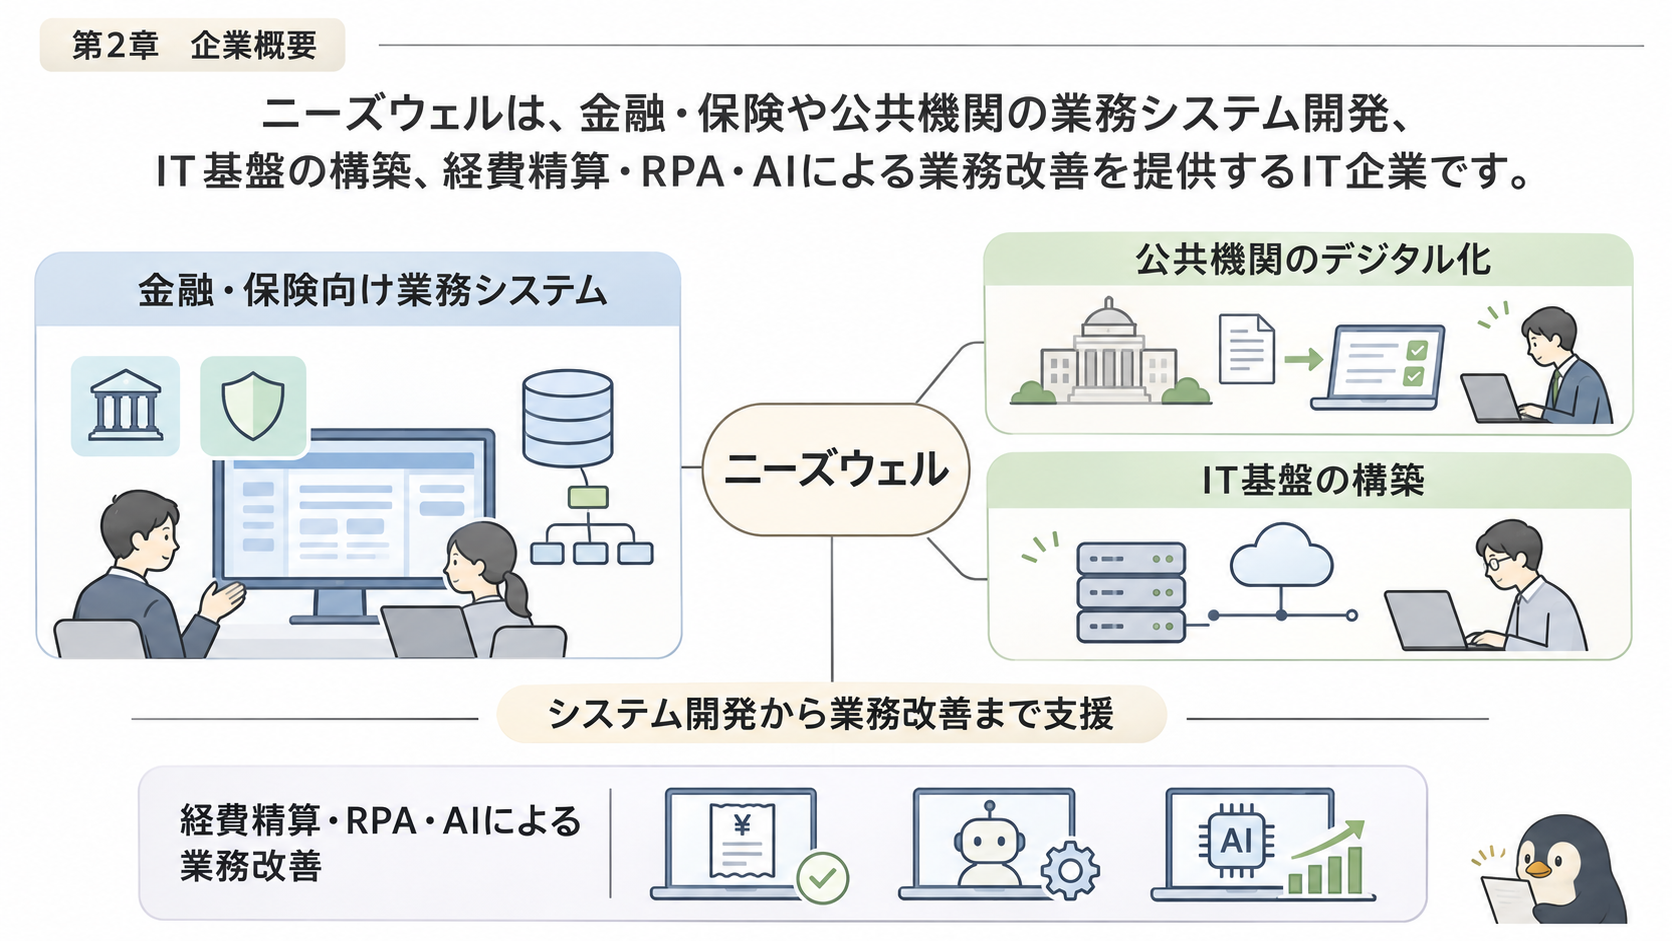 第2章 企業概要
ニーズウェルは、金融・保険や公共機関の業務システム開発、
IT基盤の構築、経費精算・RPA・AIによる業務改善を提供するIT企業です。
金融・保険向け業務システム
ニーズウェル
公共機関のデジタル化
IT基盤の構築
システム開発から業務改善まで支援
経費精算・RPA・AIによる
業務改善
¥
AI